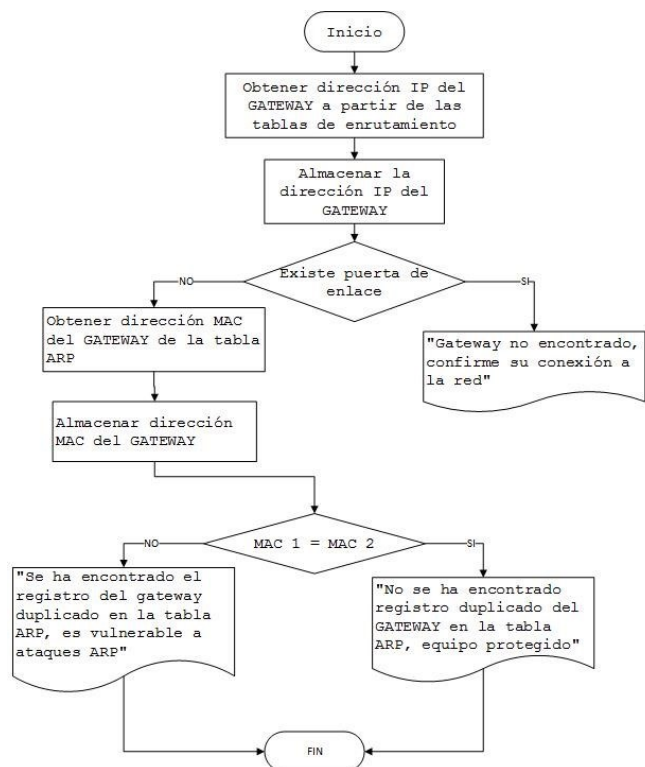 Inicio
Obtener dirección IP del
GATEWAY a partir de las
tablas de enrutamiento
Almacenar la
dirección IP del
GATEWAY
Existe puerta de
enlace
NO
SI
Obtener dirección MAC
del GATEWAY de la tabla
ARP
"Gateway no encontrado,
confirme su conexión a
la red"
Almacenar dirección
MAC del GATEWAY
MAC 1 = MAC 2
NO
SI
"Se ha encontrado el
registro del gateway
duplicado en la tabla
ARP, es vulnerable a
ataques ARP"
"No se ha encontrado
registro duplicado del
GATEWAY en la tabla
ARP, equipo protegido"
FIN